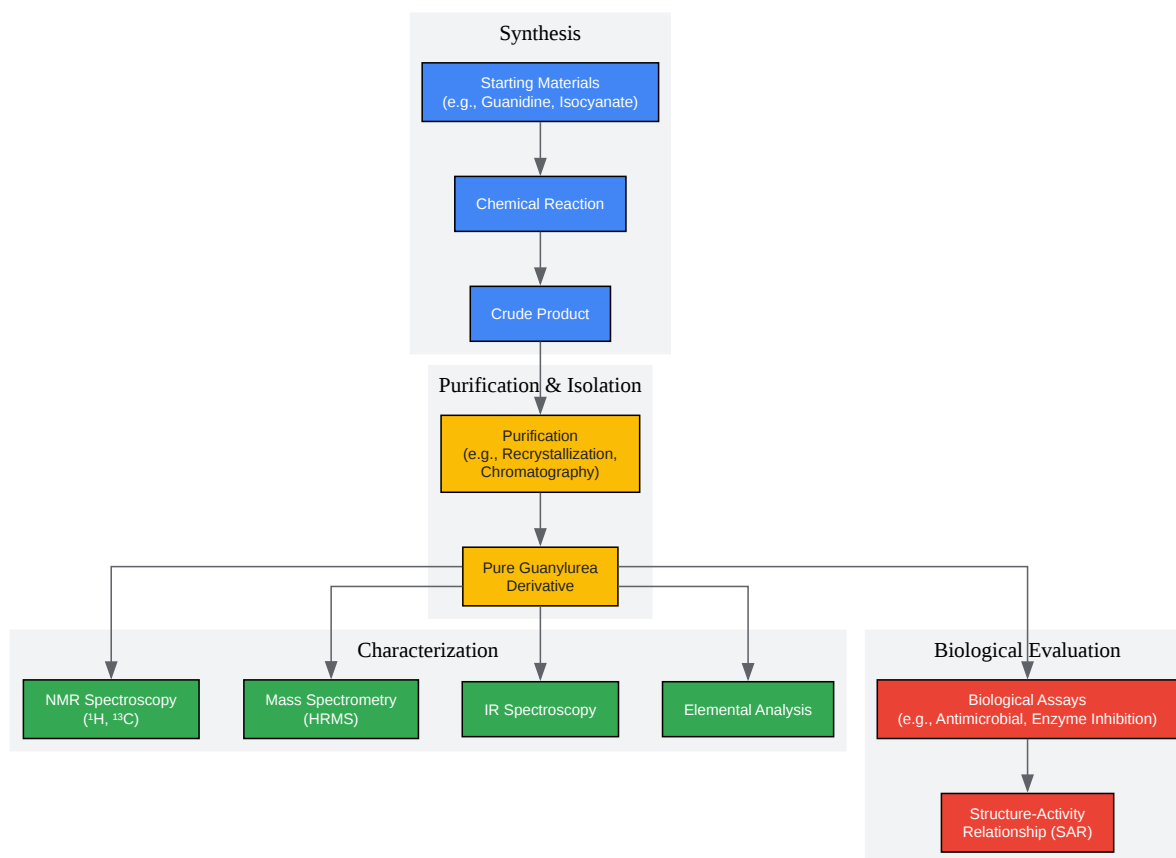 Synthesis
Starting Materials
(e.g., Guanidine, Isocyanate)
Chemical Reaction
Crude Product
Purification & Isolation
Purification
(e.g., Recrystallization,
Chromatography)
Pure Guanylurea
Derivative
Characterization
NMR Spectroscopy
(¹H, ¹³C)
Mass Spectrometry
(HRMS)
IR Spectroscopy
Elemental Analysis
Biological Evaluation
Biological Assays
(e.g., Antimicrobial, Enzyme Inhibition)
Structure-Activity
Relationship (SAR)